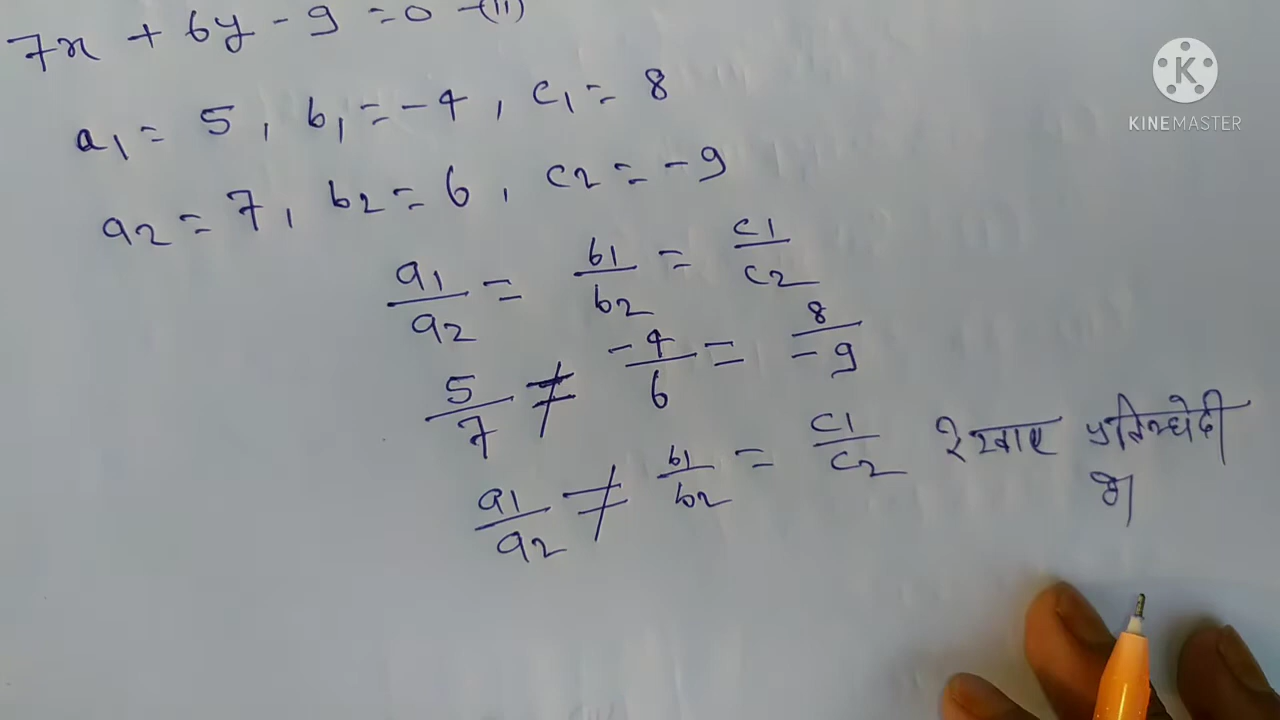 7x + 6y - 9 = 0 -(ii)
KINEMASTER
a1 = 5, b1 = -4, c1 = 8
a2 = 7, b2 = 6, c2 = -9
a1/a2 = b1/b2 = c1/c2
5/7 ≠ -4/6 = 8/-9
a1/a2 ≠ b1/b2 = c1/c2 रेखाए प्रतिच्छेदी